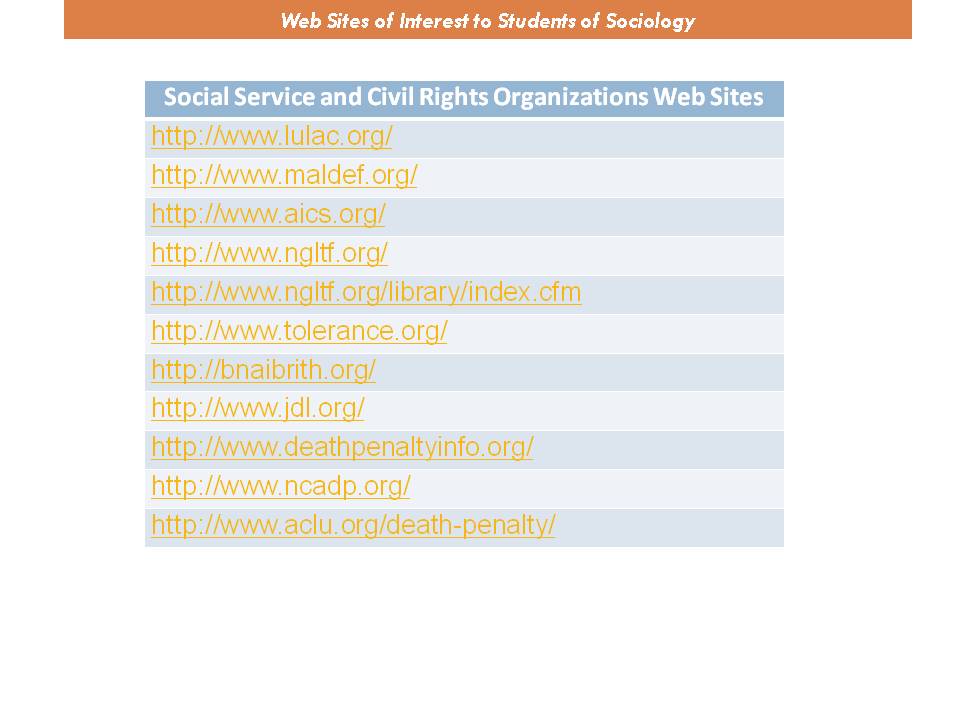 Web Sites of Interest to Students of Sociology
Social Service and Civil Rights Organizations Web Sites
http://www.lulac.org/
http://www.maldef.org/
http://www.aics.org/
http://www.ngltf.org/
http://www.ngltf.org/library/index.cfm
http://www.tolerance.org/
http://bnaibrith.org/
http://www.jdl.org/
http://www.deathpenaltyinfo.org/
http://www.ncadp.org/
http://www.aclu.org/death-penalty/